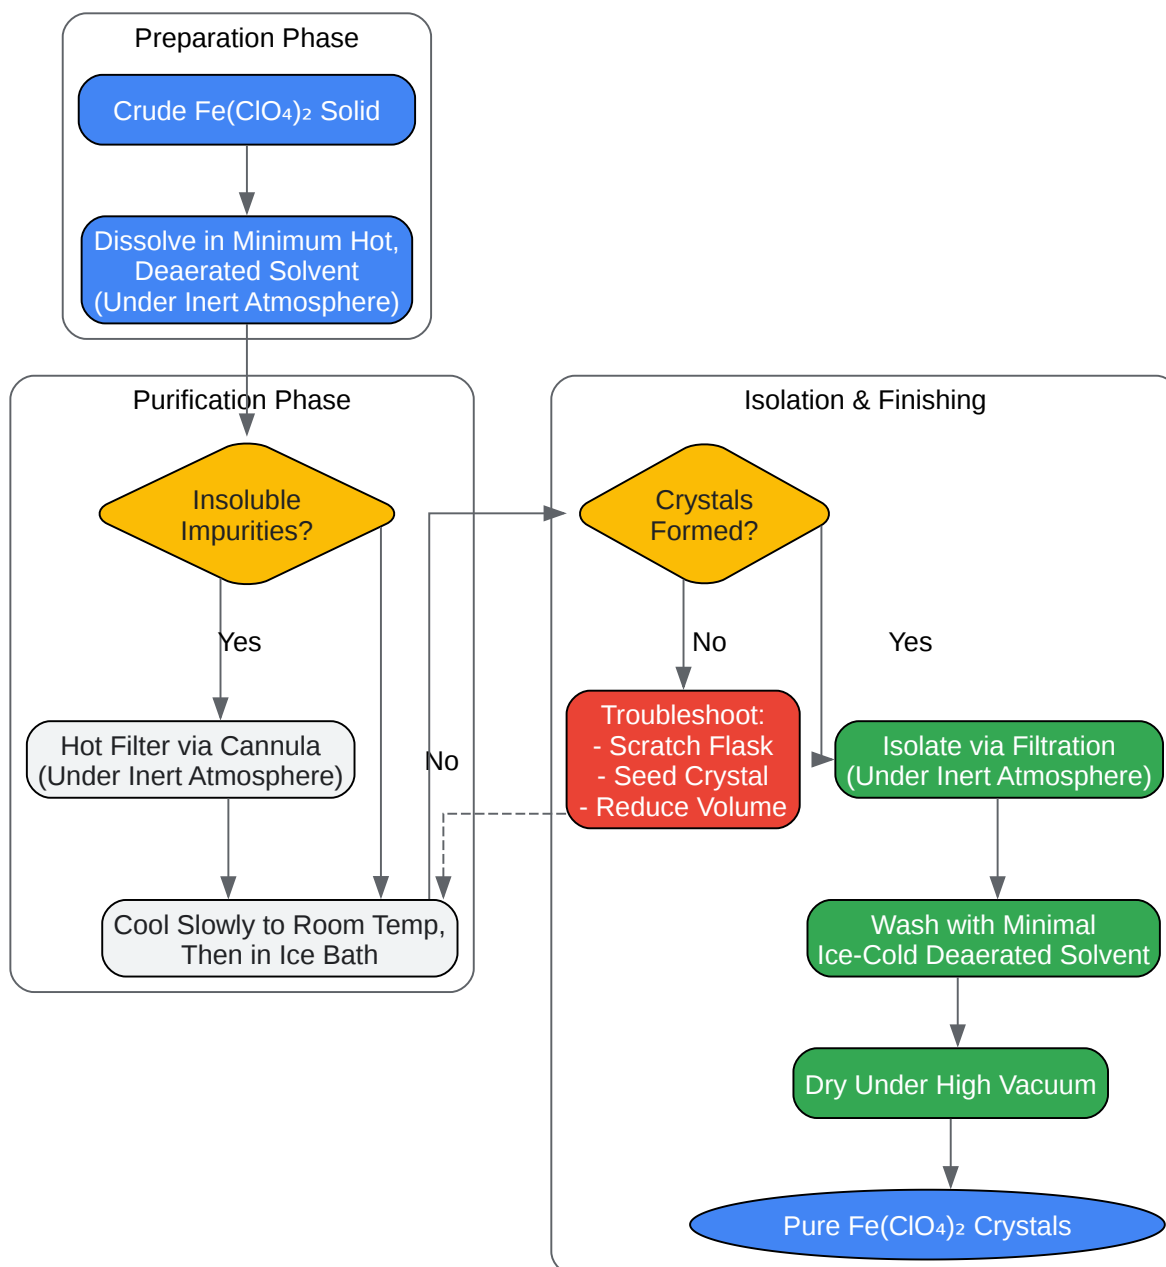 Preparation Phase
Crude Fe(ClO₄)₂ Solid
Dissolve in Minimum Hot,
Deaerated Solvent
(Under Inert Atmosphere)
Purification Phase
Insoluble
Impurities?
Yes
No
Hot Filter via Cannula
(Under Inert Atmosphere)
Cool Slowly to Room Temp,
Then in Ice Bath
Isolation & Finishing
Crystals
Formed?
No
Yes
Troubleshoot:
- Scratch Flask
- Seed Crystal
- Reduce Volume
Isolate via Filtration
(Under Inert Atmosphere)
Wash with Minimal
Ice-Cold Deaerated Solvent
Dry Under High Vacuum
Pure Fe(ClO₄)₂ Crystals